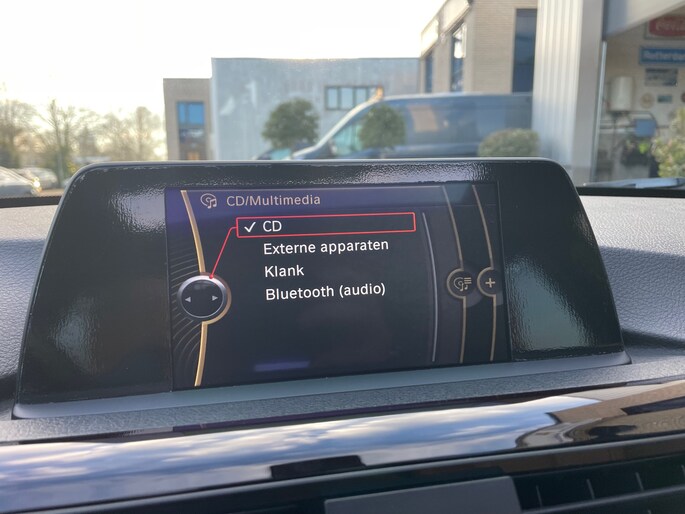 CD/Multimedia
CD
Externe apparaten
Klank
Bluetooth (audio)